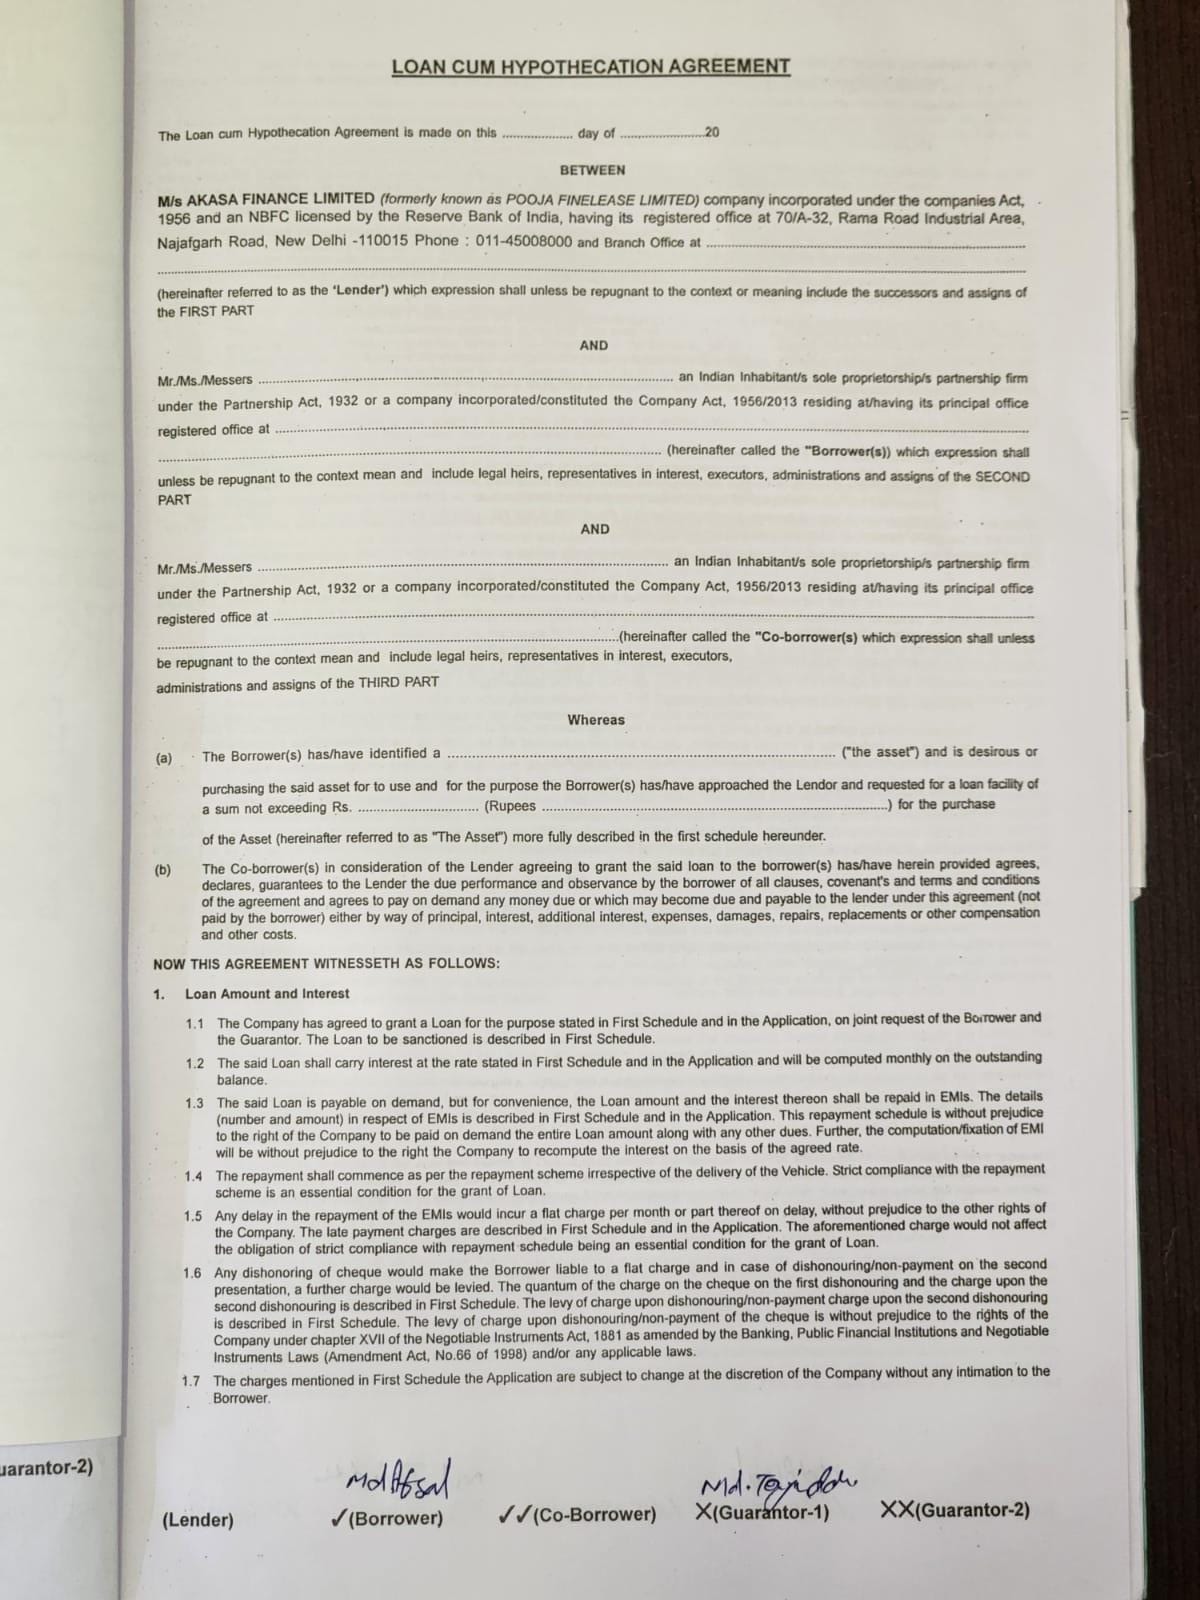 LOAN CUM HYPOTHECATION AGREEMENT
The Loan cum Hypothecation Agreement is made on this .................. day of ......................20
BETWEEN
M/s AKASA FINANCE LIMITED (formerly known as POOJA FINELEASE LIMITED) company incorporated under the companies Act,
1956 and an NBFC licensed by the Reserve Bank of India, having its registered office at 70/A-32, Rama Road Industrial Area,
Najafgarh Road, New Delhi -110015 Phone : 011-45008000 and Branch Office at ................................................................
................................................................
(hereinafter referred to as the 'Lender') which expression shall unless be repugnant to the context or meaning include the successors and assigns of
the FIRST PART
AND
Mr./Ms./Messers ................................................................ an Indian Inhabitant/s sole proprietorship/s partnership firm
under the Partnership Act, 1932 or a company incorporated/constituted the Company Act, 1956/2013 residing at/having its principal office
registered office at ................................................................
................................................................ (hereinafter called the "Borrower(s)) which expression shall
unless be repugnant to the context mean and include legal heirs, representatives in interest, executors, administrations and assigns of the SECOND
PART
AND
Mr./Ms./Messers ................................................................ an Indian Inhabitant/s sole proprietorship/s partnership firm
under the Partnership Act, 1932 or a company incorporated/constituted the Company Act, 1956/2013 residing at/having its principal office
registered office at ................................................................
................................................................(hereinafter called the "Co-borrower(s) which expression shall unless
be repugnant to the context mean and include legal heirs, representatives in interest, executors,
administrations and assigns of the THIRD PART
Whereas
(a) The Borrower(s) has/have identified a ................................................................ ("the asset") and is desirous or
purchasing the said asset for to use and for the purpose the Borrower(s) has/have approached the Lendor and requested for a loan facility of
a sum not exceeding Rs. .............................. (Rupees ................................................................) for the purchase
of the Asset (hereinafter referred to as "The Asset") more fully described in the first schedule hereunder.
(b) The Co-borrower(s) in consideration of the Lender agreeing to grant the said loan to the borrower(s) has/have herein provided agrees,
declares, guarantees to the Lender the due performance and observance by the borrower of all clauses, covenant's and terms and conditions
of the agreement and agrees to pay on demand any money due or which may become due and payable to the lender under this agreement (not
paid by the borrower) either by way of principal, interest, additional interest, expenses, damages, repairs, replacements or other compensation
and other costs.
NOW THIS AGREEMENT WITNESSETH AS FOLLOWS:
1. Loan Amount and Interest
1.1 The Company has agreed to grant a Loan for the purpose stated in First Schedule and in the Application, on joint request of the Borrower and
the Guarantor. The Loan to be sanctioned is described in First Schedule.
1.2 The said Loan shall carry interest at the rate stated in First Schedule and in the Application and will be computed monthly on the outstanding
balance.
1.3 The said Loan is payable on demand, but for convenience, the Loan amount and the interest thereon shall be repaid in EMIs. The details
(number and amount) in respect of EMIs is described in First Schedule and in the Application. This repayment schedule is without prejudice
to the right of the Company to be paid on demand the entire Loan amount along with any other dues. Further, the computation/fixation of EMI
will be without prejudice to the right the Company to recompute the interest on the basis of the agreed rate.
1.4 The repayment shall commence as per the repayment scheme irrespective of the delivery of the Vehicle. Strict compliance with the repayment
scheme is an essential condition for the grant of Loan.
1.5 Any delay in the repayment of the EMIs would incur a flat charge per month or part thereof on delay, without prejudice to the other rights of
the Company. The late payment charges are described in First Schedule and in the Application. The aforementioned charge would not affect
the obligation of strict compliance with repayment schedule being an essential condition for the grant of Loan.
1.6 Any dishonoring of cheque would make the Borrower liable to a flat charge and in case of dishonouring/non-payment on the second
presentation, a further charge would be levied. The quantum of the charge on the cheque on the first dishonouring and the charge upon the
second dishonouring is described in First Schedule. The levy of charge upon dishonouring/non-payment charge upon the second dishonouring
is described in First Schedule. The levy of charge upon dishonouring/non-payment of the cheque is without prejudice to the rights of the
Company under chapter XVII of the Negotiable Instruments Act, 1881 as amended by the Banking, Public Financial Institutions and Negotiable
Instruments Laws (Amendment Act, No.66 of 1998) and/or any applicable laws.
1.7 The charges mentioned in First Schedule the Application are subject to change at the discretion of the Company without any intimation to the
Borrower.
uarantor-2)
Md Afsal Md.
(Lender) ✓(Borrower) ✓✓(Co-Borrower) X(Guarantor-1) XX(Guarantor-2)